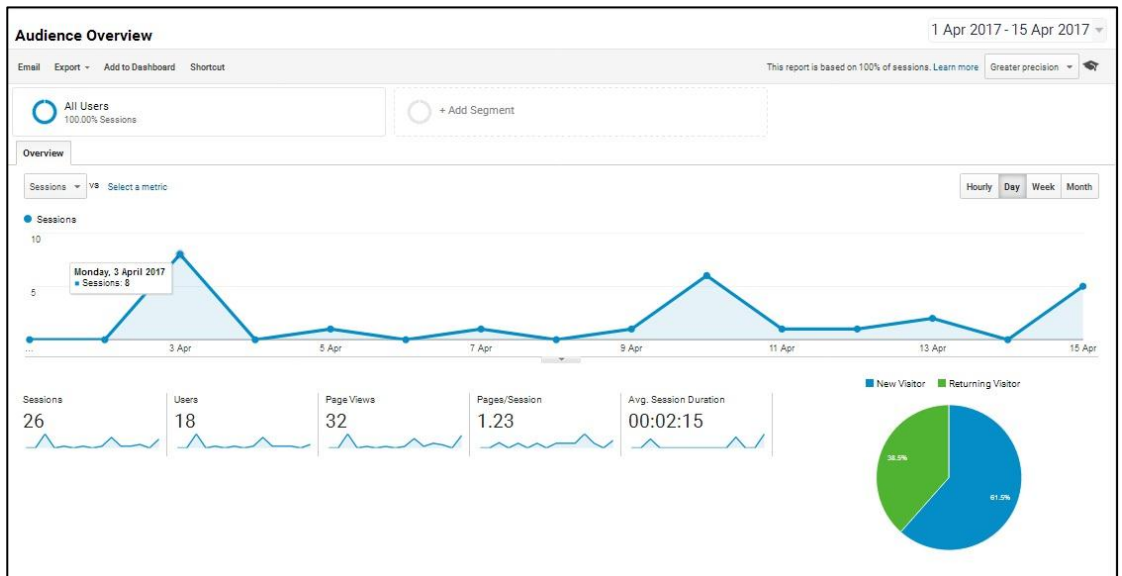 Audience Overview
1 Apr 2017 - 15 Apr 2017
Email Export Add to Dashboard Shortcut
This report is based on 100% of sessions. Learn more Greater precision
All Users
100.00% Sessions
+ Add Segment
Overview
Sessions VS Select a metric
Hourly Day Week Month
Sessions
10
5
Monday, 3 April 2017
Sessions: 8
... 3 Apr 5 Apr 7 Apr 9 Apr 11 Apr 13 Apr 15 Apr
New Visitor Returning Visitor
Sessions Users Page Views Pages/Session Avg. Session Duration
26 18 32 1.23 00:02:15
38.5%
61.5%